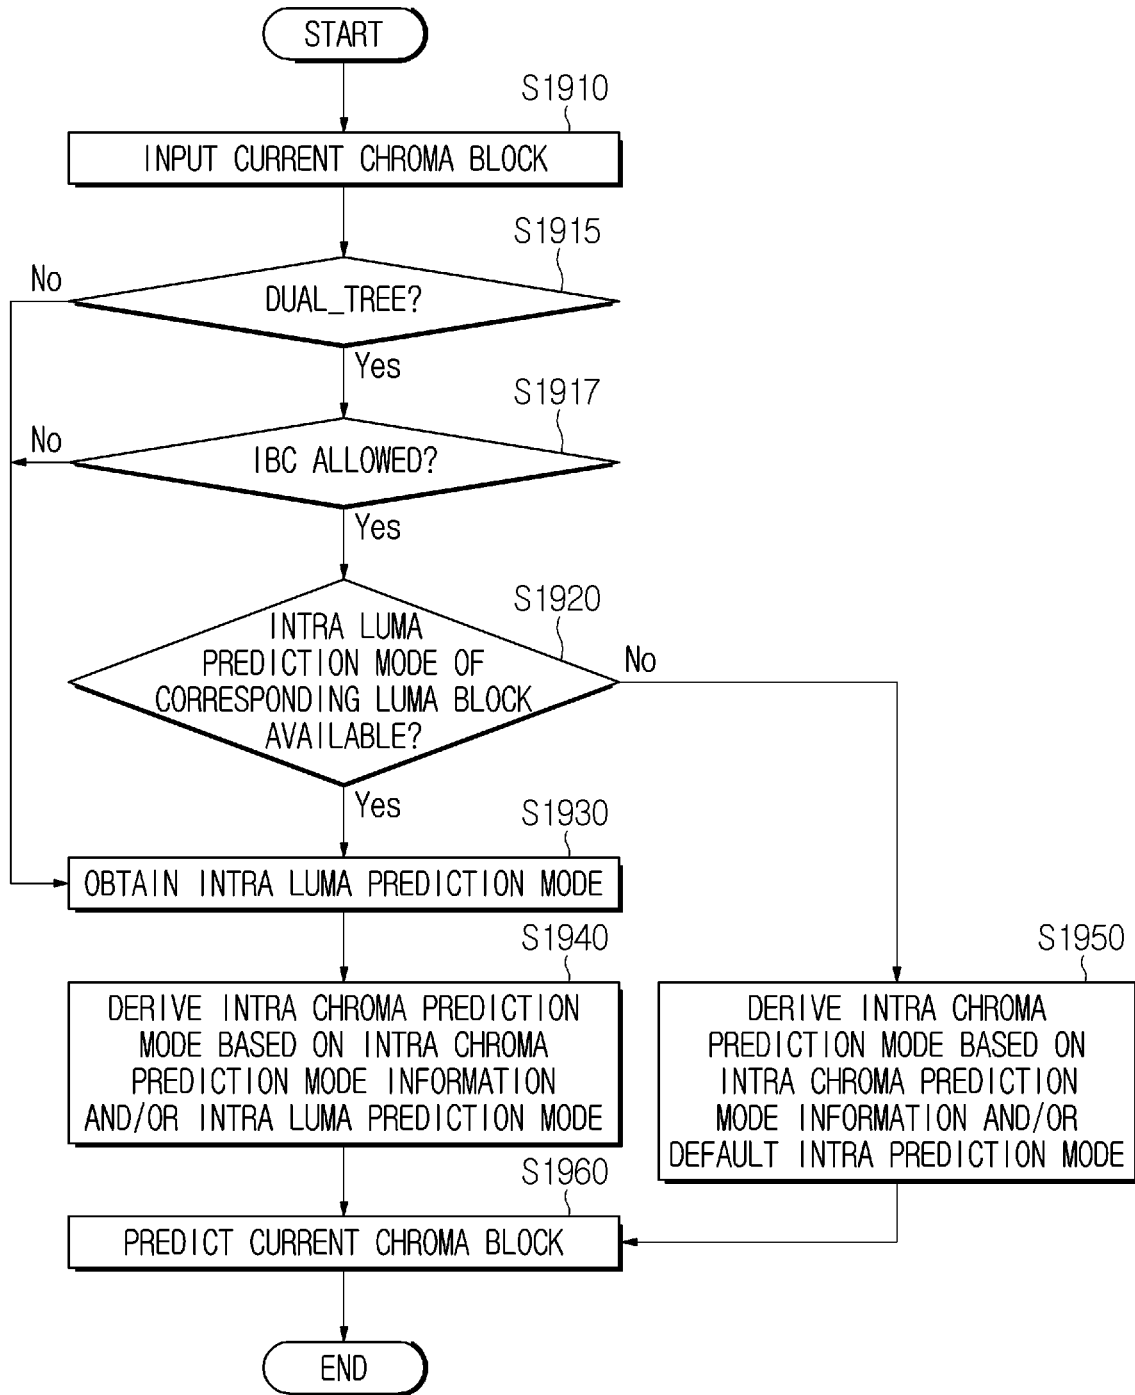 START
S1910
INPUT CURRENT CHROMA BLOCK
S1915
No
DUAL_TREE?
Yes
S1917
No
IBC ALLOWED?
Yes
S1920
INTRA LUMA
PREDICTION MODE OF
CORRESPONDING LUMA BLOCK
AVAILABLE?
No
Yes
S1930
OBTAIN INTRA LUMA PREDICTION MODE
S1940
DERIVE INTRA CHROMA PREDICTION
MODE BASED ON INTRA CHROMA
PREDICTION MODE INFORMATION
AND/OR INTRA LUMA PREDICTION MODE
S1950
DERIVE INTRA CHROMA
PREDICTION MODE BASED ON
INTRA CHROMA PREDICTION
MODE INFORMATION AND/OR
DEFAULT INTRA PREDICTION MODE
S1960
PREDICT CURRENT CHROMA BLOCK
END